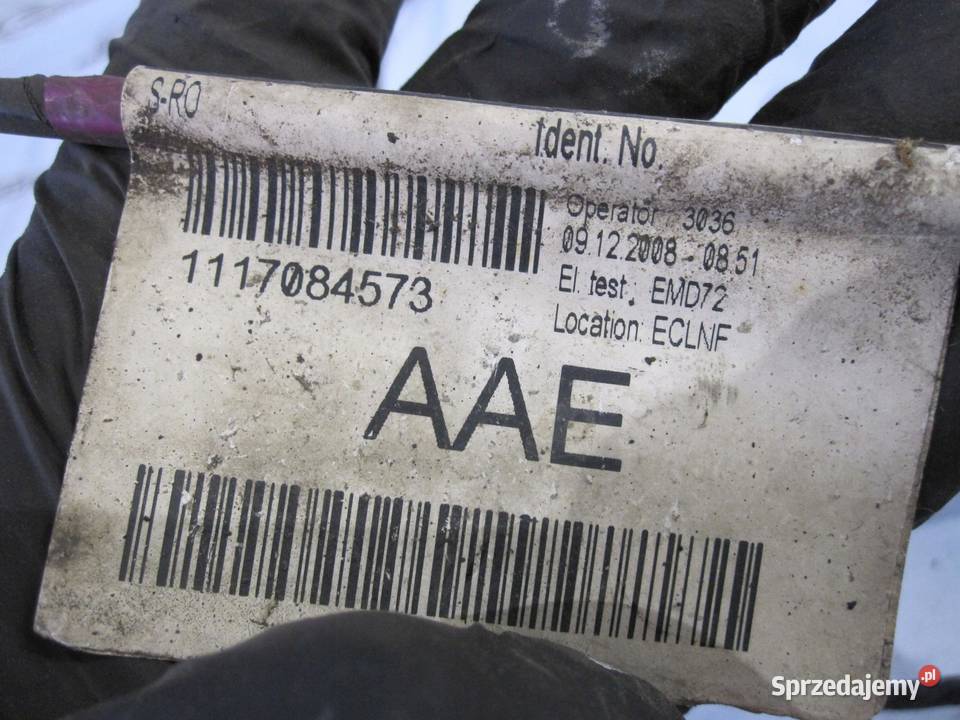 S-RO
Ident. No.
Operator : 3036
09.12.2008 - 08:51
1117084573
El. test : EMD72
Location: ECLNF
AAE
Sprzedajemy.pl